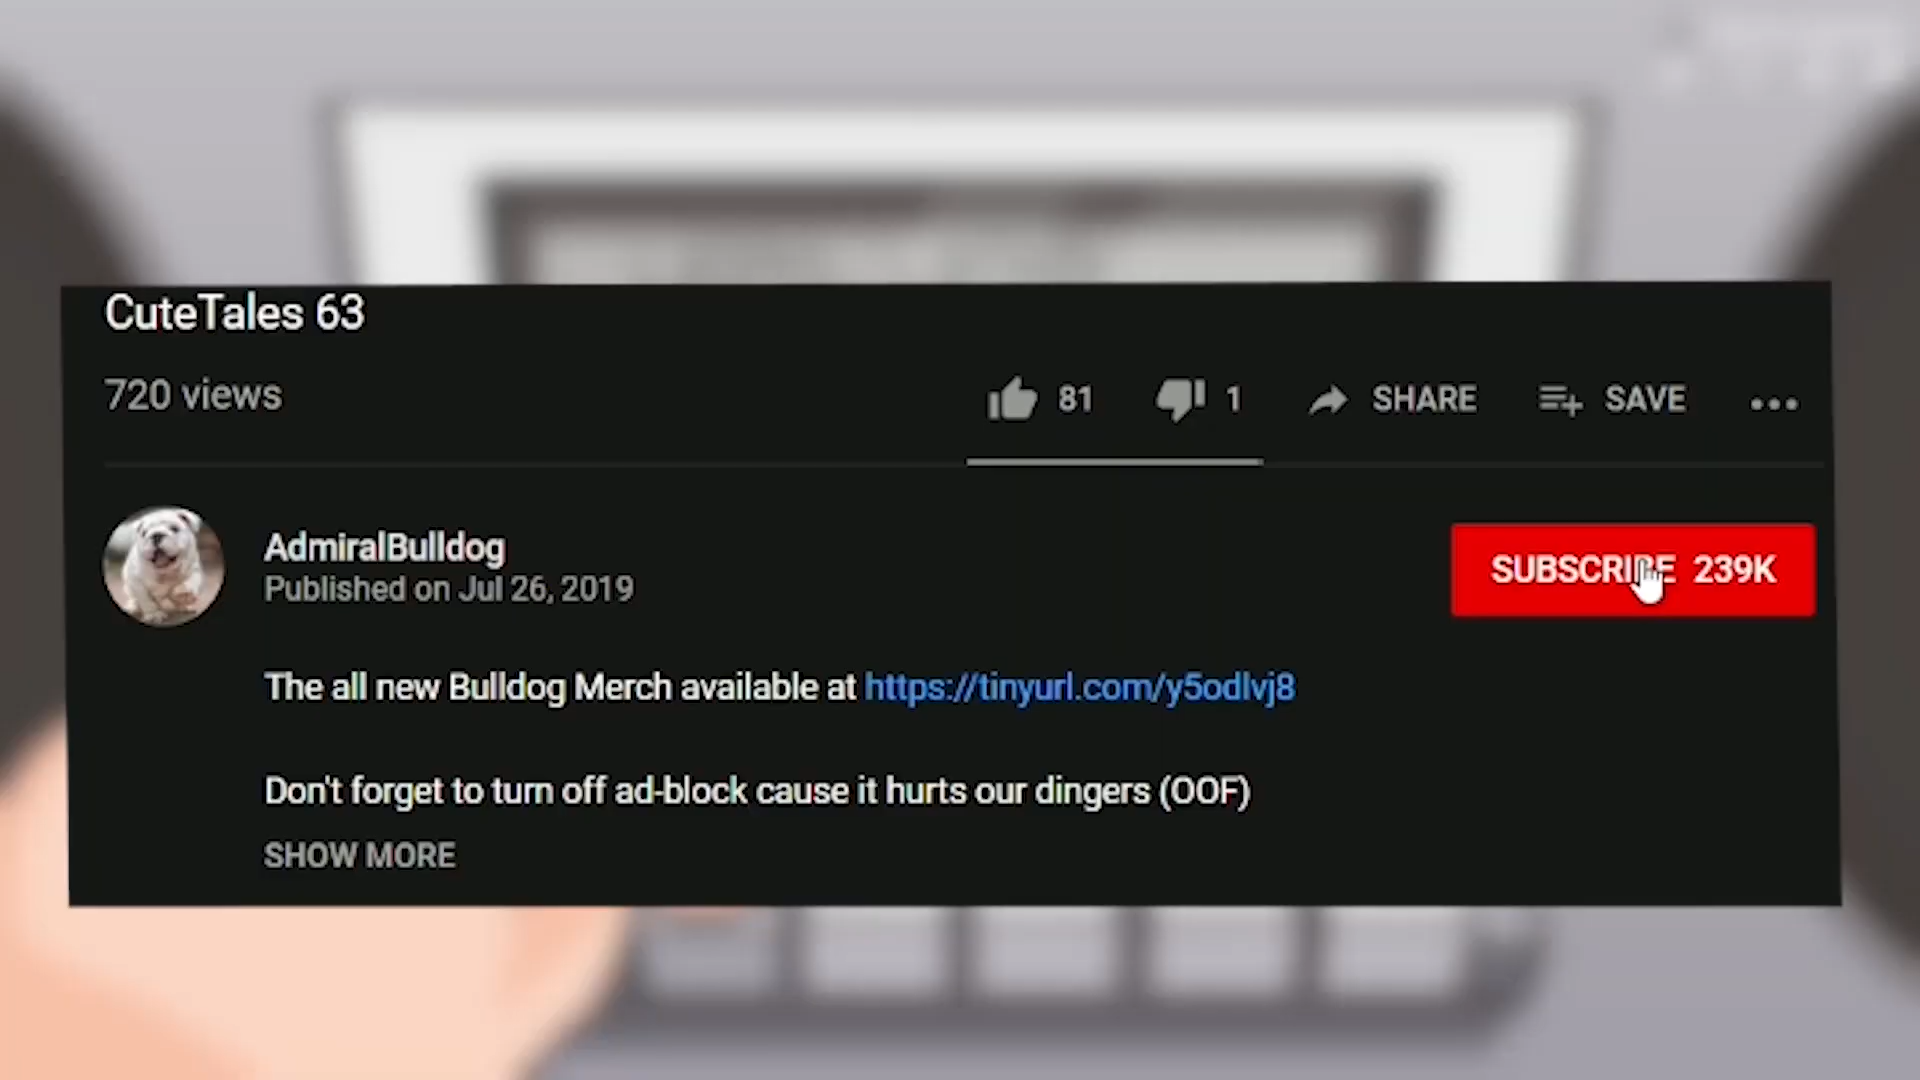 CuteTales 63
720 views
81 1 SHARE SAVE
AdmiralBulldog
Published on Jul 26, 2019
SUBSCRIBE 239K
The all new Bulldog Merch available at https://tinyurl.com/y5odlvj8
Don't forget to turn off ad-block cause it hurts our dingers (OOF)
SHOW MORE